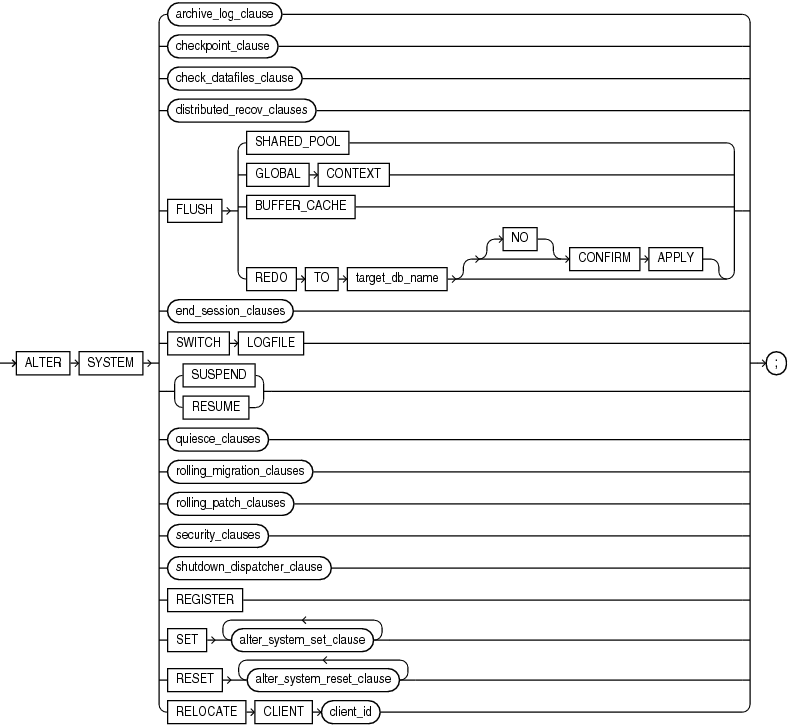 archive_log_clause
checkpoint_clause
check_datafiles_clause
distributed_recov_clauses
SHARED_POOL
GLOBAL CONTEXT
BUFFER_CACHE
FLUSH
NO
CONFIRM APPLY
REDO TO target_db_name
end_session_clauses
SWITCH LOGFILE
ALTER SYSTEM ;
SUSPEND
RESUME
quiesce_clauses
rolling_migration_clauses
rolling_patch_clauses
security_clauses
shutdown_dispatcher_clause
REGISTER
SET alter_system_set_clause
RESET alter_system_reset_clause
RELOCATE CLIENT client_id